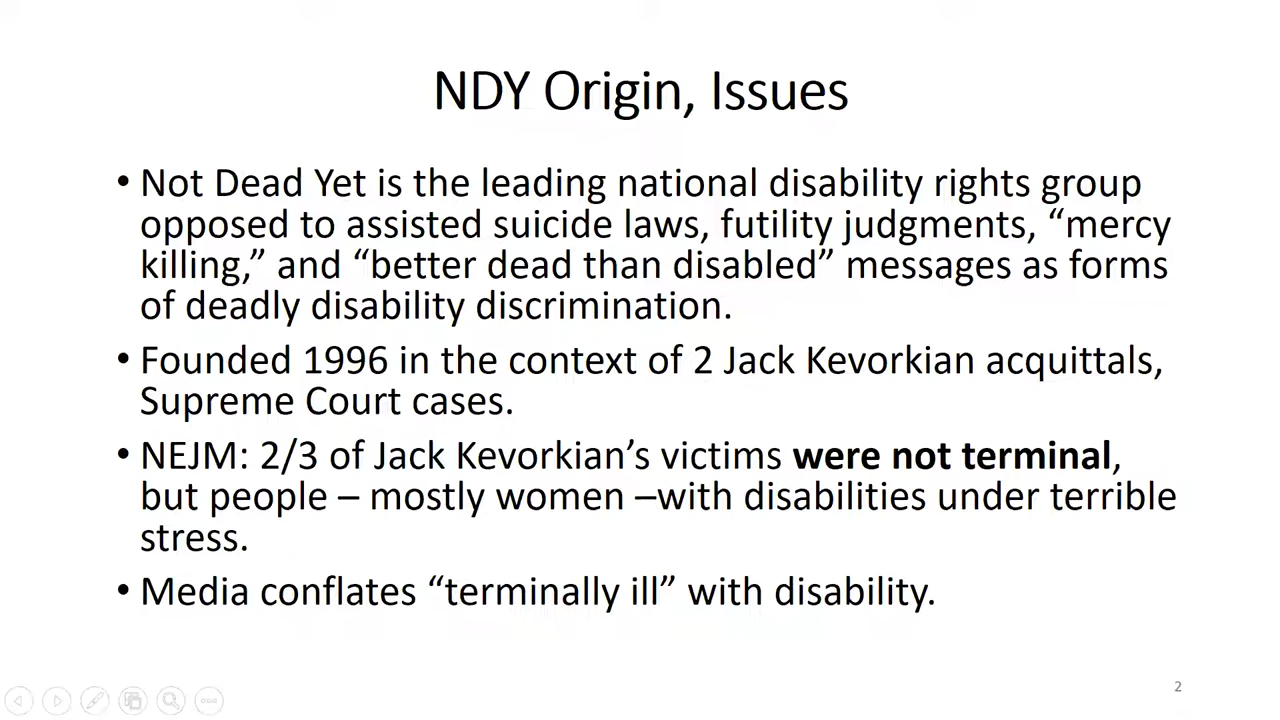 NDY Origin, Issues
• Not Dead Yet is the leading national disability rights group
opposed to assisted suicide laws, futility judgments, “mercy
killing,” and “better dead than disabled” messages as forms
of deadly disability discrimination.
• Founded 1996 in the context of 2 Jack Kevorkian acquittals,
Supreme Court cases.
• NEJM: 2/3 of Jack Kevorkian’s victims were not terminal,
but people – mostly women –with disabilities under terrible
stress.
• Media conflates “terminally ill” with disability.
2